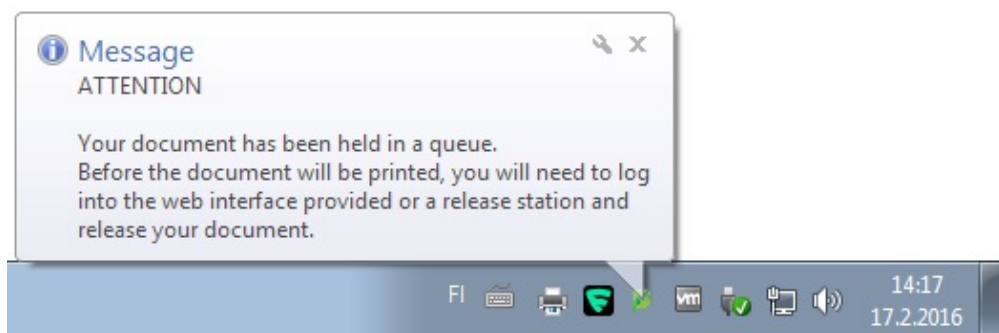 Message
ATTENTION
Your document has been held in a queue.
Before the document will be printed, you will need to log
into the web interface provided or a release station and
release your document.
FI
vm
14:17
17.2.2016